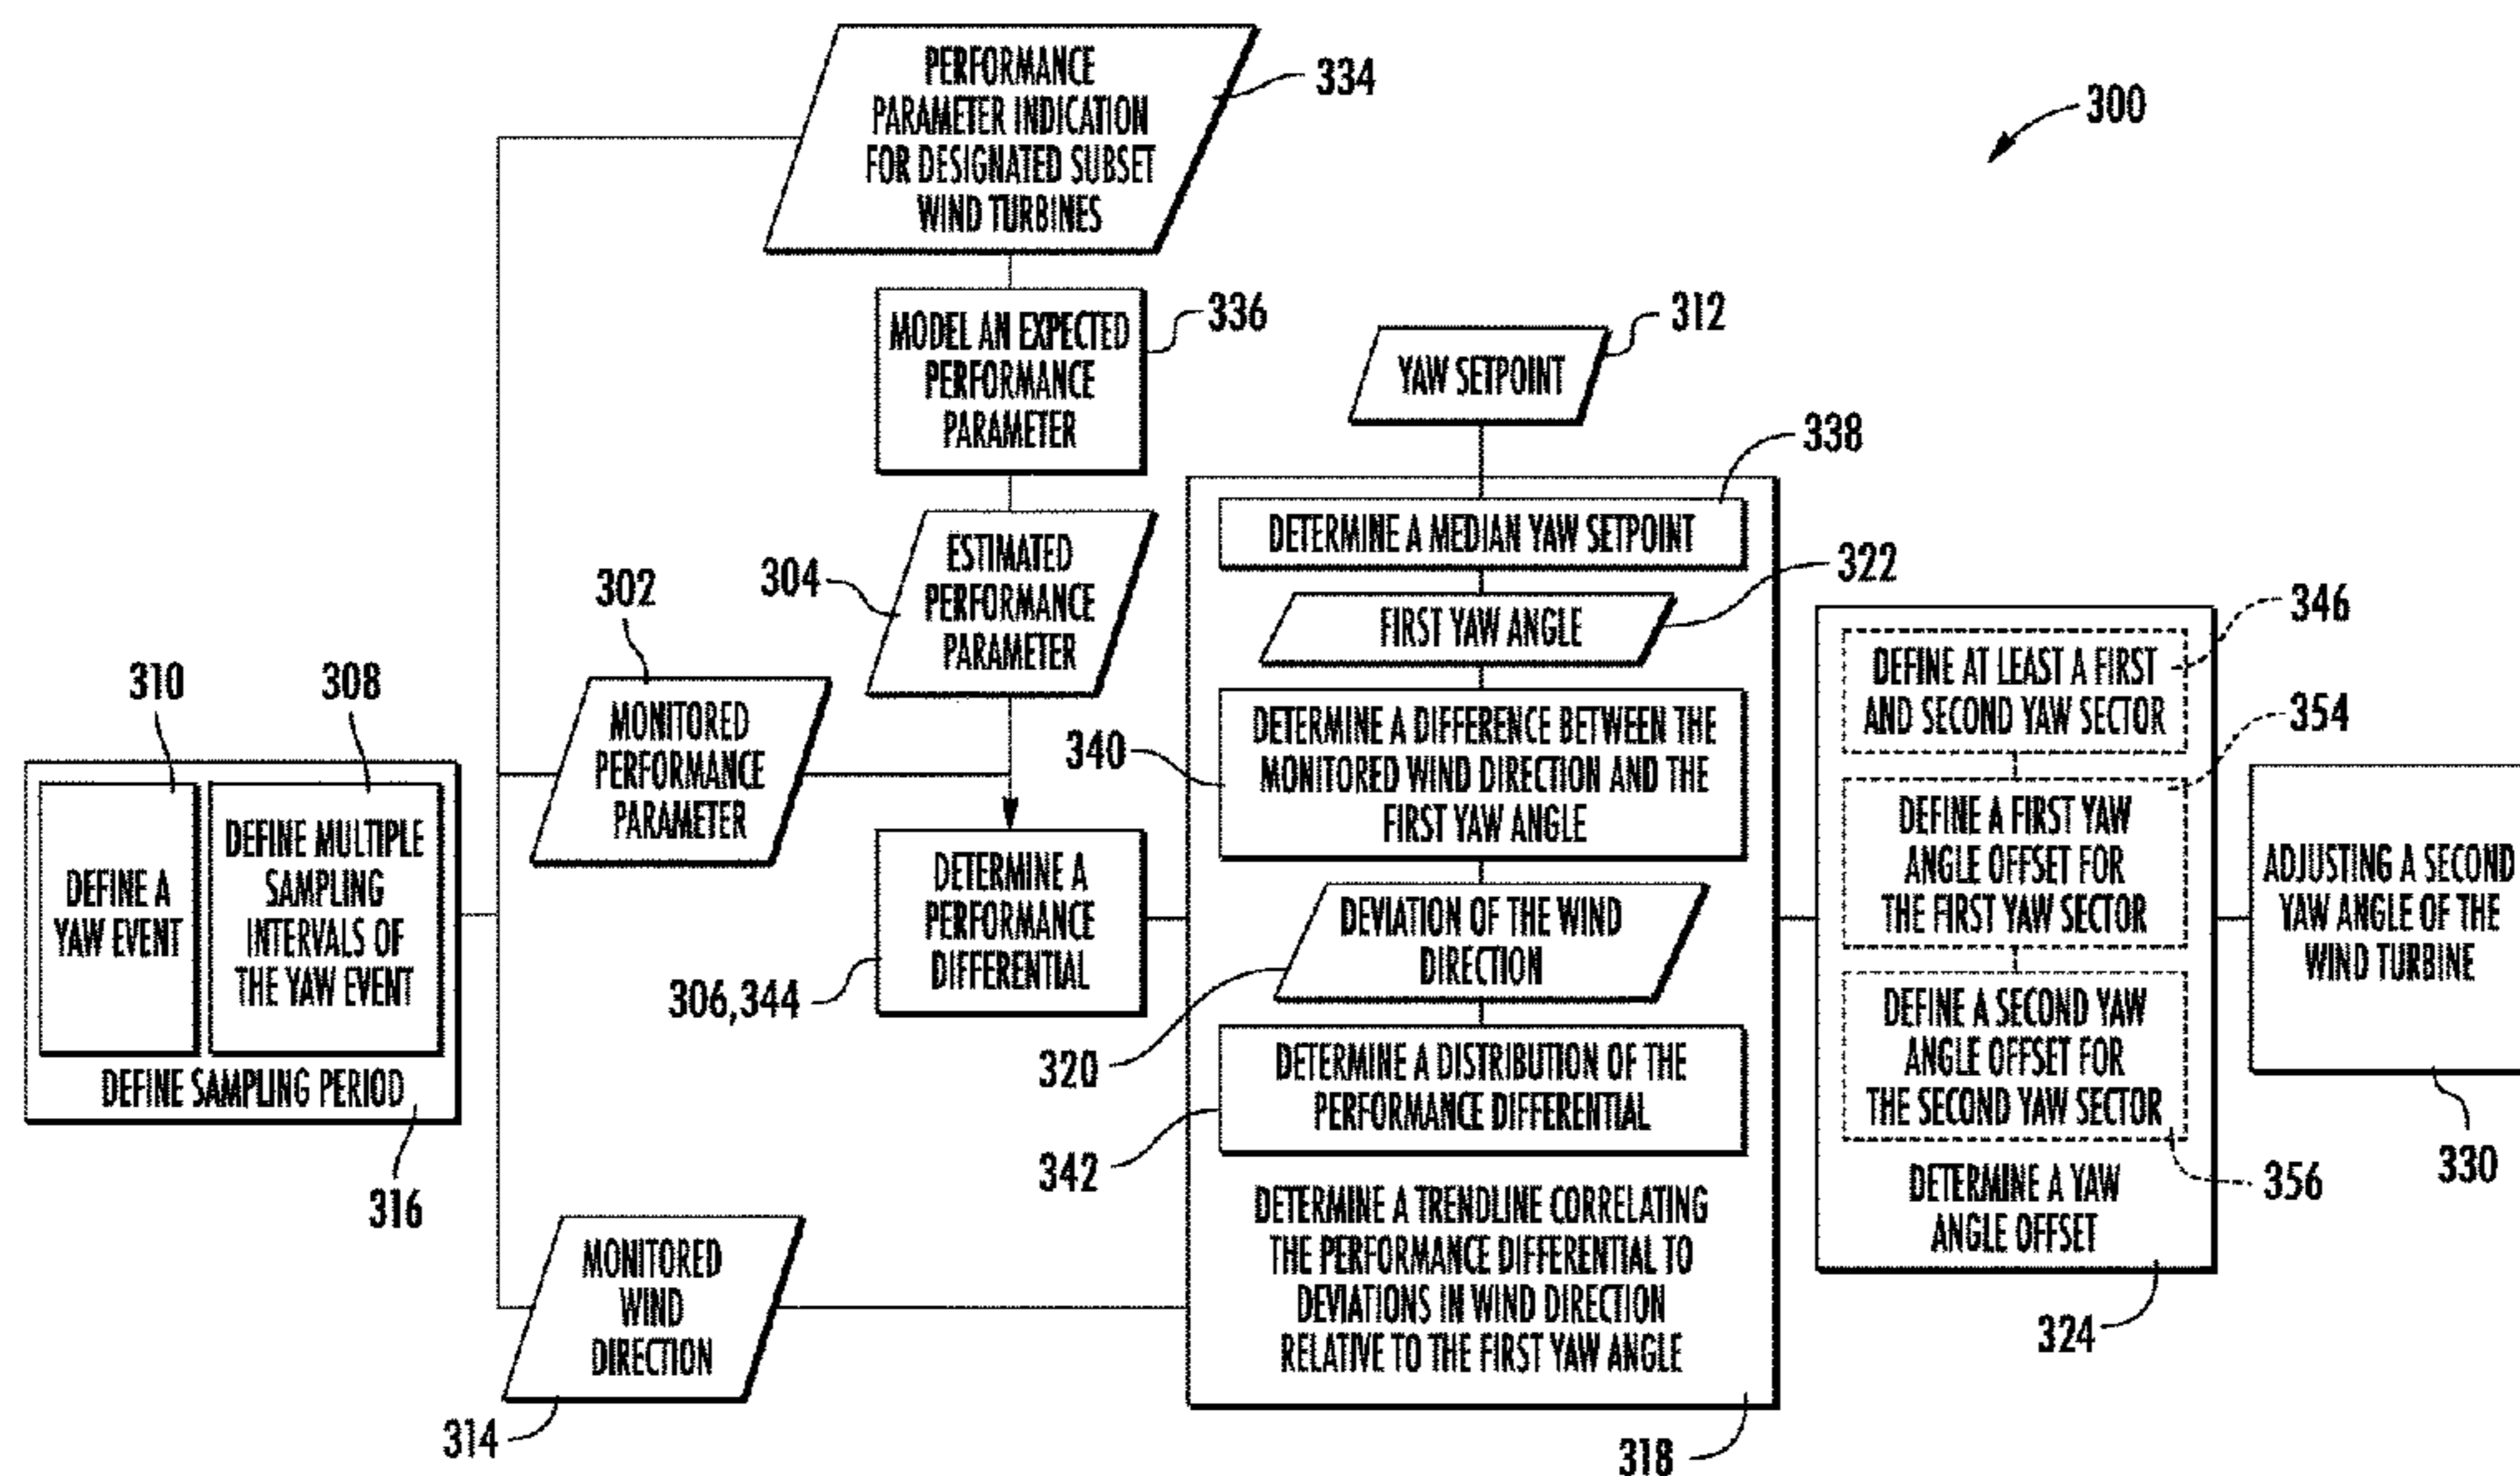 PERFORMANCE
PARAMETER INDICATION
FOR DESIGNATED SUBSET
WIND TURBINES
334
300
MODEL AN EXPECTED
PERFORMANCE
PARAMETER
336
YAW SETPOINT
312
338
DETERMINE A MEDIAN YAW SETPOINT
322
FIRST YAW ANGLE
304
ESTIMATED
PERFORMANCE
PARAMETER
302
MONITORED
PERFORMANCE
PARAMETER
310
308
DEFINE A
YAW EVENT
DEFINE MULTIPLE
SAMPLING
INTERVALS OF
THE YAW EVENT
DEFINE SAMPLING PERIOD
316
DETERMINE A
PERFORMANCE
DIFFERENTIAL
306,344
340
DETERMINE A DIFFERENCE BETWEEN THE
MONITORED WIND DIRECTION AND THE
FIRST YAW ANGLE
DEVIATION OF THE WIND
DIRECTION
320
DETERMINE A DISTRIBUTION OF THE
PERFORMANCE DIFFERENTIAL
342
DETERMINE A TRENDLINE CORRELATING
THE PERFORMANCE DIFFERENTIAL TO
DEVIATIONS IN WIND DIRECTION
RELATIVE TO THE FIRST YAW ANGLE
318
MONITORED
WIND
DIRECTION
314
346
DEFINE AT LEAST A FIRST
AND SECOND YAW SECTOR
354
DEFINE A FIRST YAW
ANGLE OFFSET FOR
THE FIRST YAW SECTOR
DEFINE A SECOND YAW
ANGLE OFFSET FOR
THE SECOND YAW SECTOR
356
DETERMINE A YAW
ANGLE OFFSET
324
ADJUSTING A SECOND
YAW ANGLE OF THE
WIND TURBINE
330